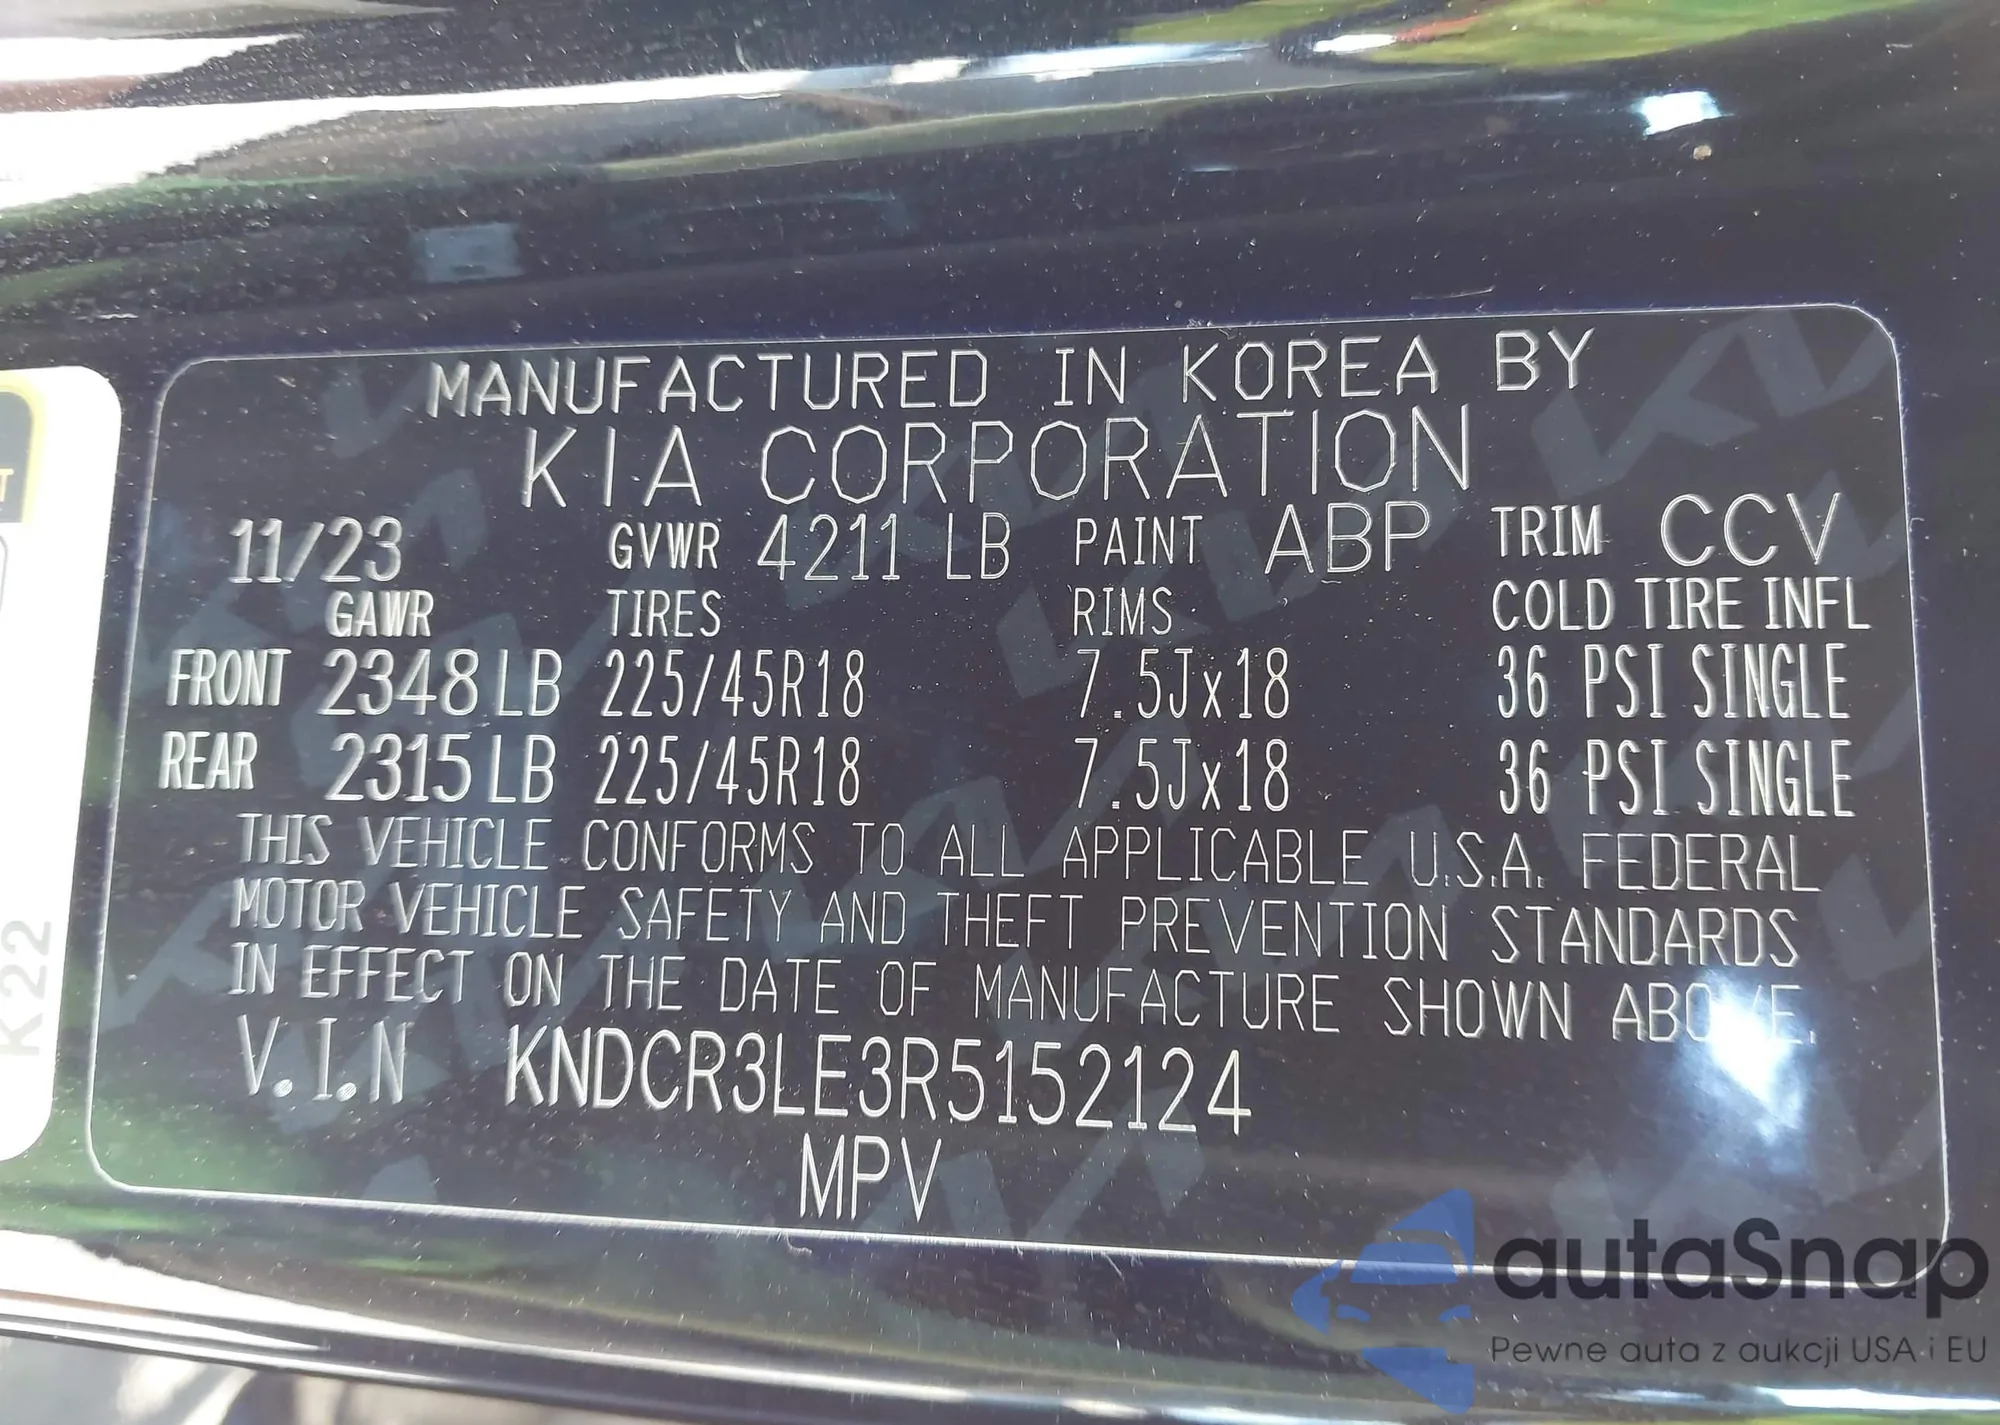 MANUFACTURED IN KOREA BY
KIA CORPORATION
11/23 GVWR 4211 LB PAINT ABP TRIM CCV
GAWR TIRES RIMS COLD TIRE INFL
FRONT 2348 LB 225/45R18 7.5Jx18 36 PSI SINGLE
REAR 2315 LB 225/45R18 7.5Jx18 36 PSI SINGLE
THIS VEHICLE CONFORMS TO ALL APPLICABLE U.S.A. FEDERAL
MOTOR VEHICLE SAFETY AND THEFT PREVENTION STANDARDS
IN EFFECT ON THE DATE OF MANUFACTURE SHOWN ABOVE.
V.I.N KNDCR3LE3R5152124
MPV
K22
autaSnap
Pewne auta z aukcji USA i EU